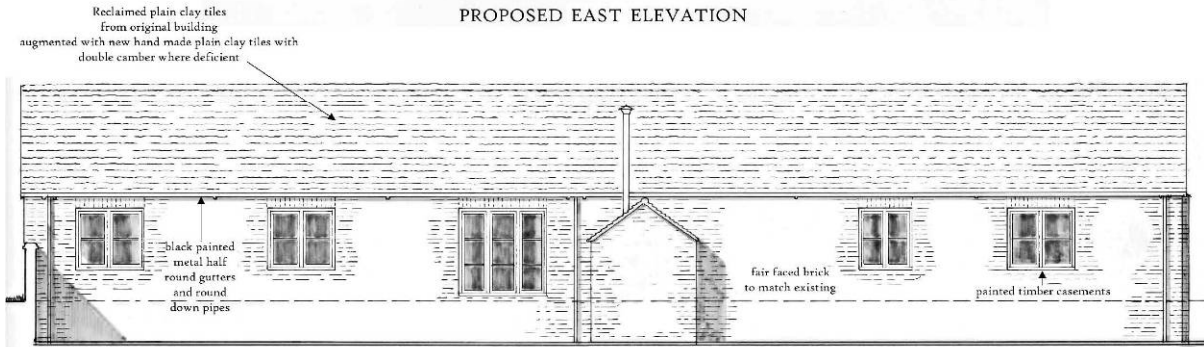 PROPOSED EAST ELEVATION
Reclaimed plain clay tiles
from original building
augmented with new hand made plain clay tiles with
double camber where deficient
black painted
metal half
round gutters
and round
down pipes
fair faced brick
to match existing
painted timber casements